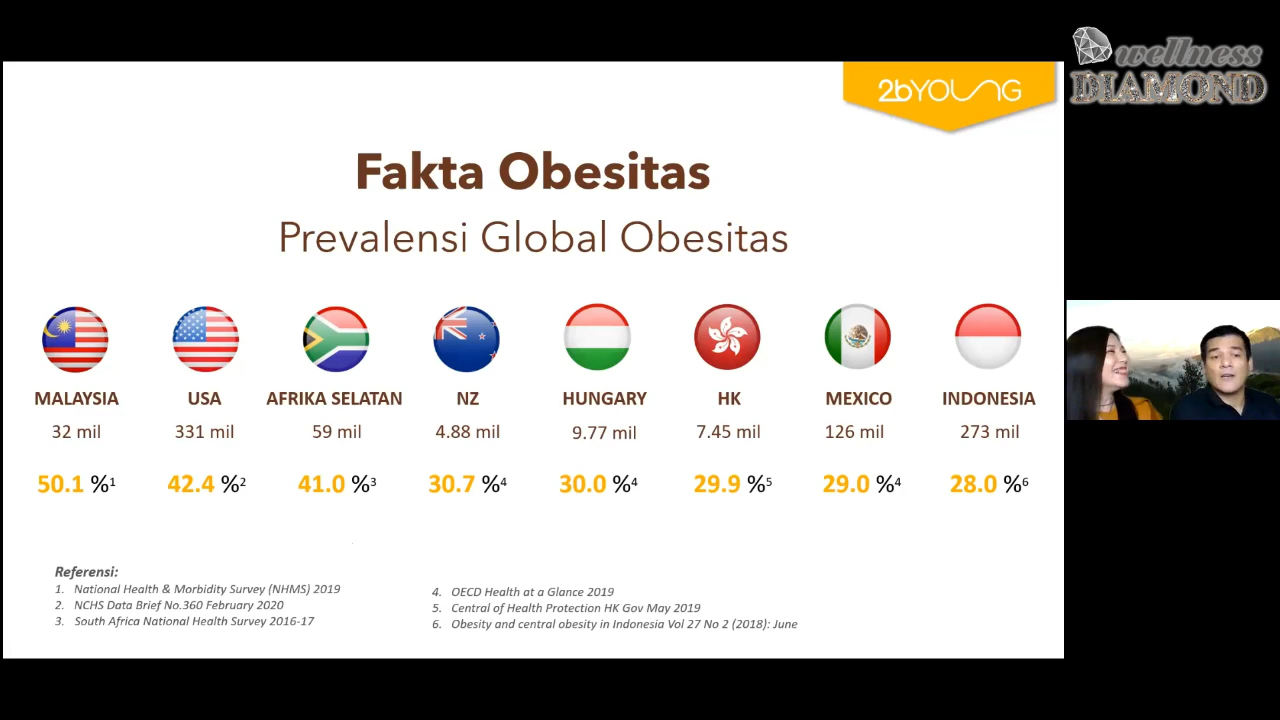 wellness
DIAMOND
2bYOUNG
Fakta Obesitas
Prevalensi Global Obesitas
MALAYSIA USA AFRIKA SELATAN NZ HUNGARY HK MEXICO INDONESIA
32 mil 331 mil 59 mil 4.88 mil 9.77 mil 7.45 mil 126 mil 273 mil
50.1 %¹ 42.4 %² 41.0 %³ 30.7 %⁴ 30.0 %⁴ 29.9 %⁵ 29.0 %⁴ 28.0 %⁶
Referensi:
1. National Health & Morbidity Survey (NHMS) 2019
2. NCHS Data Brief No.360 February 2020
3. South Africa National Health Survey 2016-17
4. OECD Health at a Glance 2019
5. Central of Health Protection HK Gov May 2019
6. Obesity and central obesity in Indonesia Vol 27 No 2 (2018): June